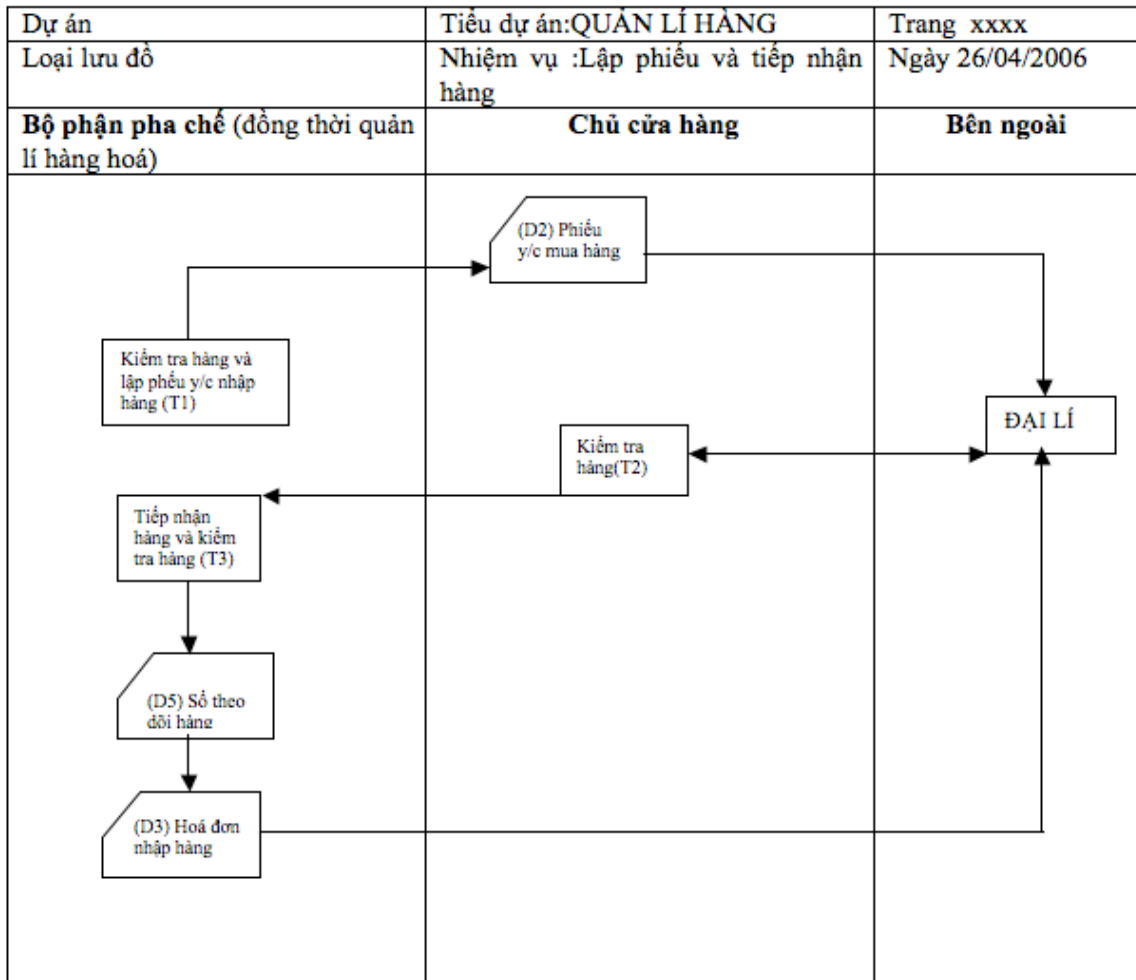 Dự án
Tiểu dự án:QUẢN LÍ HÀNG
Trang xxxx
Loại lưu đồ
Nhiệm vụ :Lập phiếu và tiếp nhận
hàng
Ngày 26/04/2006
Bộ phận pha chế (đồng thời quản
lí hàng hoá)
Chủ cửa hàng
Bên ngoài
(D2) Phiếu
y/c mua hàng
Kiểm tra hàng và
lập phếu y/c nhập
hàng (T1)
ĐẠI LÍ
Kiểm tra
hàng(T2)
Tiếp nhận
hàng và kiểm
tra hàng (T3)
(D5) Sổ theo
dõi hàng
(D3) Hoá đơn
nhập hàng